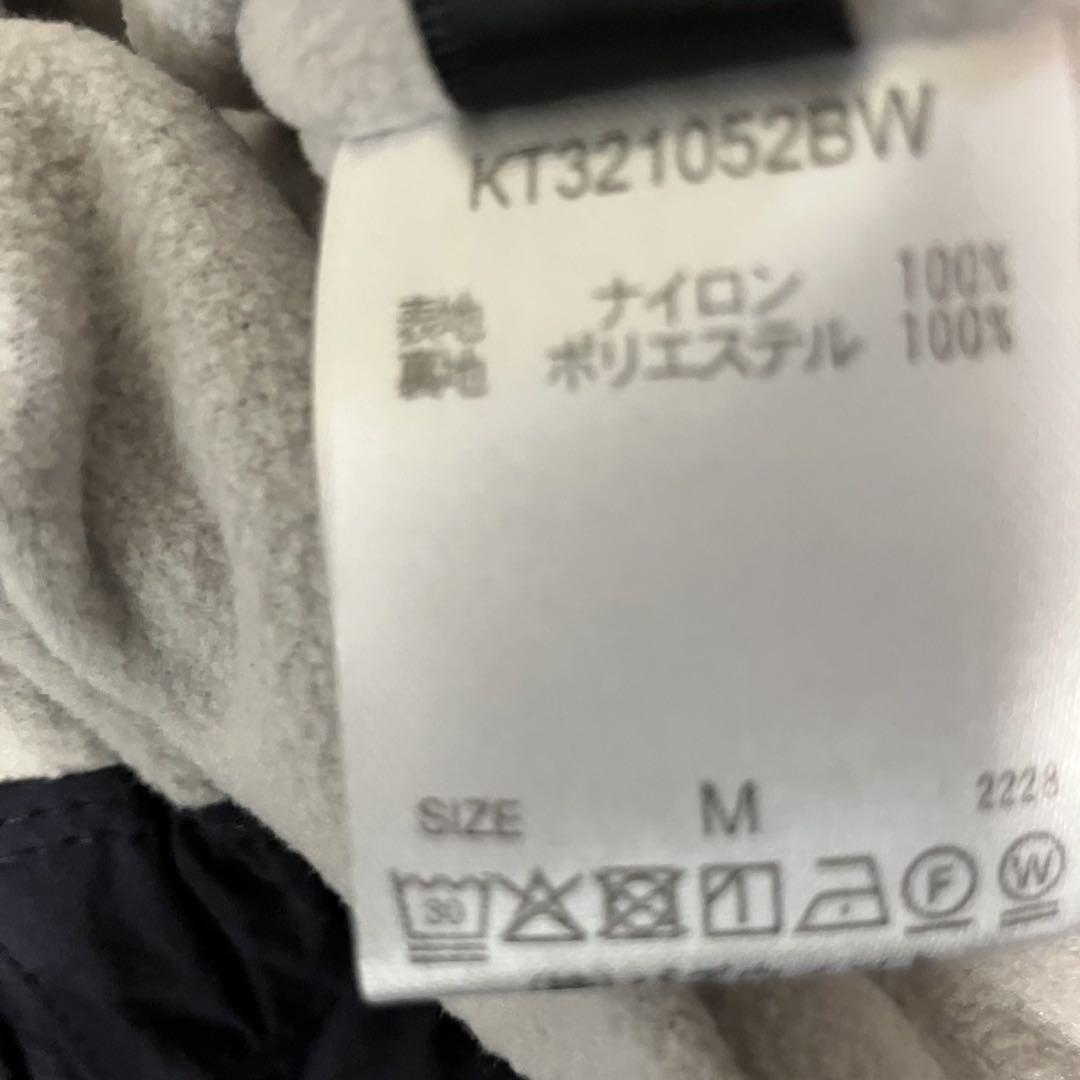 KT321052BW
表地 ナイロン 100%
裏地 ポリエステル 100%
SIZE M 2228
30 F W